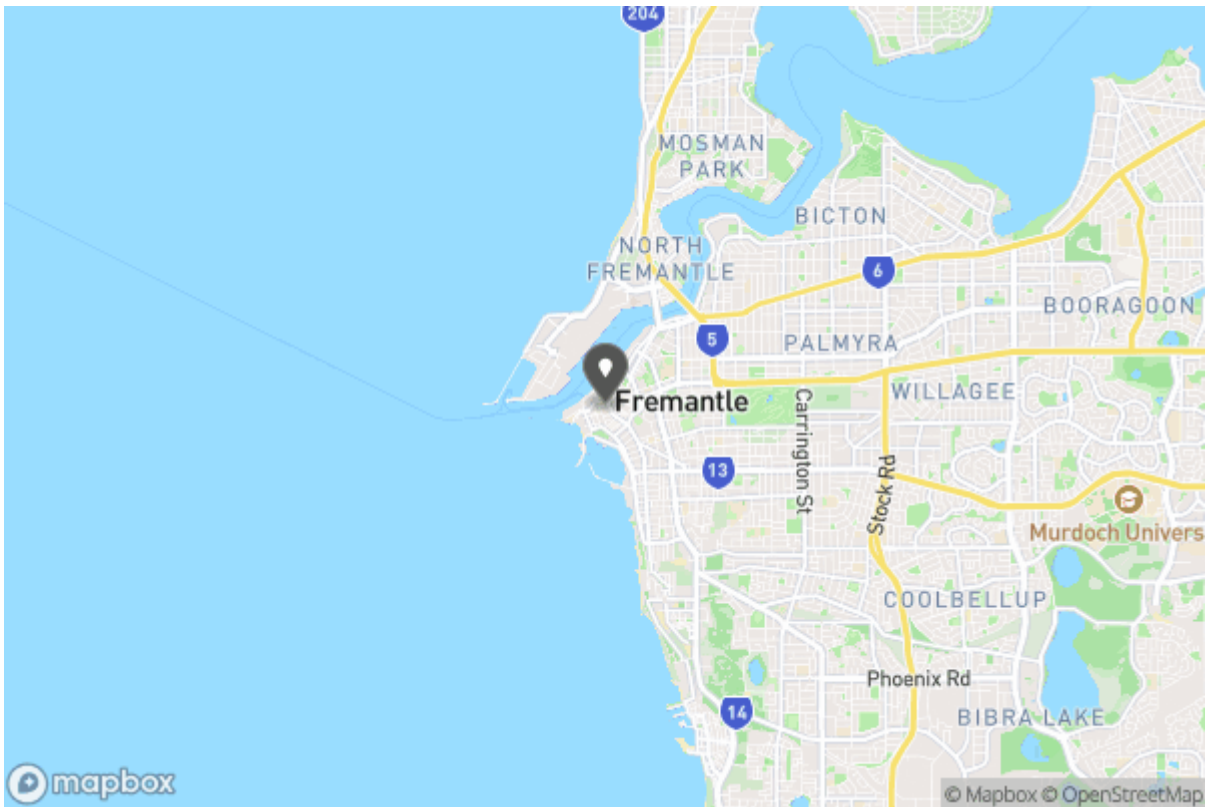 204
MOSMAN
PARK
BICTON
NORTH
FREMANTLE
6
BOORAGOON
5
PALMYRA
Fremantle
WILLAGEE
Carrington St
13
Stock Rd
Murdoch Univers
COOLBELLUP
Phoenix Rd
14
BIBRA LAKE
mapbox
© Mapbox © OpenStreetMap